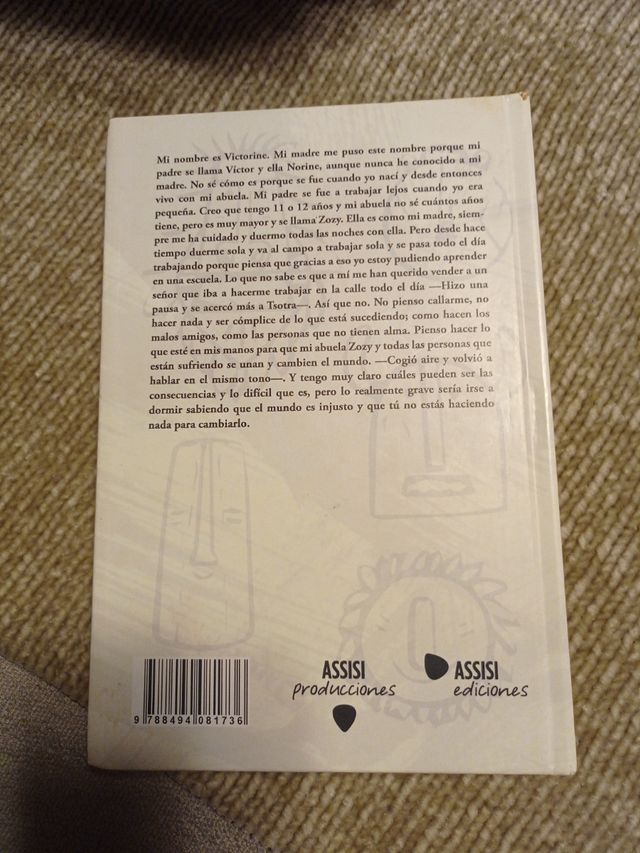 Mi nombre es Victorine. Mi madre me puso este nombre porque mi
padre se llama Víctor y ella Norine, aunque nunca he conocido a mi
madre. No sé cómo es porque se fue cuando yo nací y desde entonces
vivo con mi abuela. Mi padre se fue a trabajar lejos cuando yo era
pequeña. Creo que tengo 11 o 12 años y mi abuela no sé cuántos años
tiene, pero es muy mayor y se llama Zozy. Ella es como mi madre, siem-
pre me ha cuidado y duermo todas las noches con ella. Pero desde hace
tiempo duerme sola y va al campo a trabajar sola y se pasa todo el día
trabajando porque piensa que gracias a eso yo estoy pudiendo aprender
en una escuela. Lo que no sabe es que a mí me han querido vender a un
señor que iba a hacerme trabajar en la calle todo el día —Hizo una
pausa y se acercó más a Tsotra—. Así que no. No pienso callarme, no
hacer nada y ser cómplice de lo que está sucediendo; como hacen los
malos amigos, como las personas que no tienen alma. Pienso hacer lo
que esté en mis manos para que mi abuela Zozy y todas las personas que
están sufriendo se unan y cambien el mundo. —Cogió aire y volvió a
hablar en el mismo tono—. Y tengo muy claro cuáles pueden ser las
consecuencias y lo difícil que es, pero lo realmente grave sería irse a
dormir sabiendo que el mundo es injusto y que tú no estás haciendo
nada para cambiarlo.
ASSISI
producciones
ASSISI
ediciones
9 788494 081736